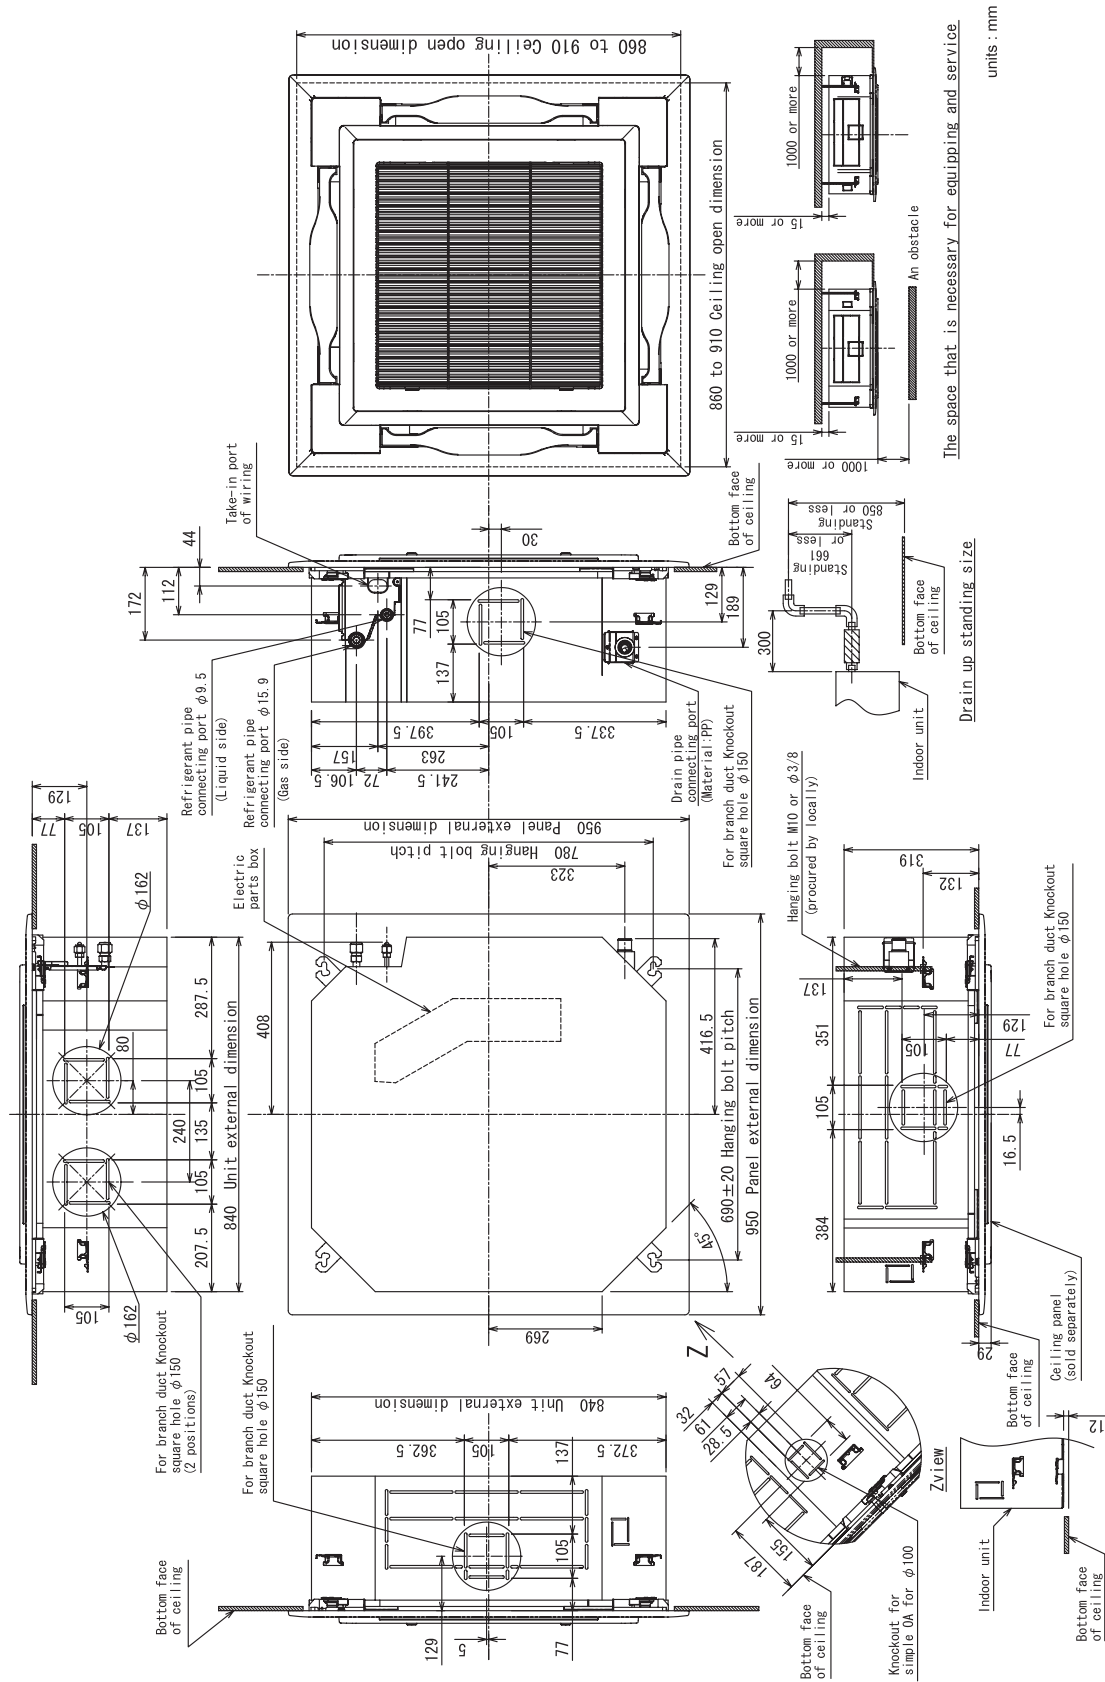 860 to 910 Ceiling open dimension
860 to 910 Ceiling open dimension
Take-in port
of wiring
44
112
172
30
77
105
137
129
189
Bottom face
of ceiling
Refrigerant pipe
connecting port φ9.5
(Liquid side)
Refrigerant pipe
connecting port φ15.9
(Gas side)
397.5
105
337.5
157
263
106.5
72
241.5
Drain pipe
connecting port
(Material:PP)
For branch duct Knockout
square hole φ150
1000 or more
15 or more
1000 or more
15 or more
1000 or more
An obstacle
The space that is necessary for equipping and service
units : mm
300
Standing
661
or less
Standing
850 or less
Bottom face
of ceiling
Indoor unit
Drain up standing size
129
77
105
137
φ162
287.5
80
105
135
240
105
207.5
840 Unit external dimension
105
φ162
For branch duct Knockout
square hole φ150
(2 positions)
950 Panel external dimension
780 Hanging bolt pitch
323
Electric
parts box
408
416.5
690±20 Hanging bolt pitch
950 Panel external dimension
45°
269
Z
Hanging bolt M10 or φ3/8
(procured by locally)
319
132
137
351
105
384
129
105
77
16.5
For branch duct Knockout
square hole φ150
29
Ceiling panel
(sold separately)
Bottom face
of ceiling
For branch duct Knockout
square hole φ150
840 Unit external dimension
362.5
105
372.5
137
105
77
129
5
Bottom face
of ceiling
57
32
61
28.5
64
155
187
Bottom face
of ceiling
Knockout for
simple OA for φ100
Zview
Indoor unit
12
Bottom face
of ceiling